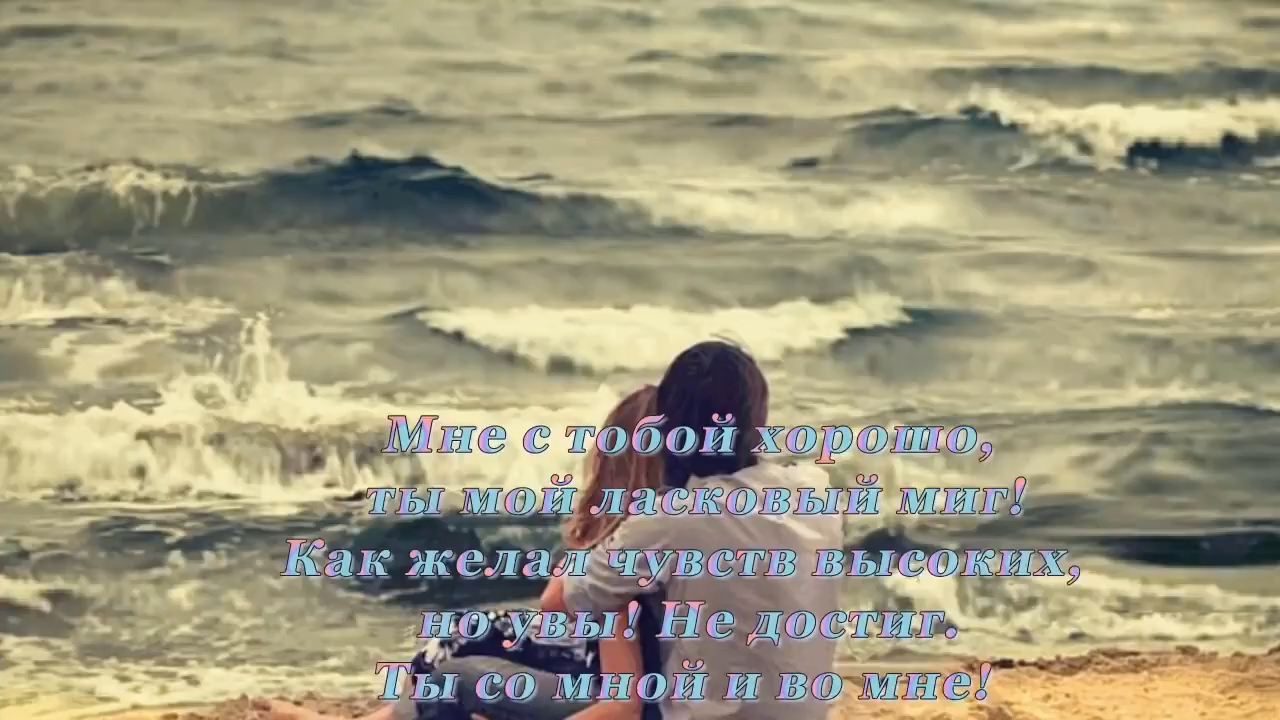 Мне с тобой хорошо,
ты мой ласковый миг!
Как желал чувств высоких,
но увы! Не достиг.
Ты со мной и во мне!